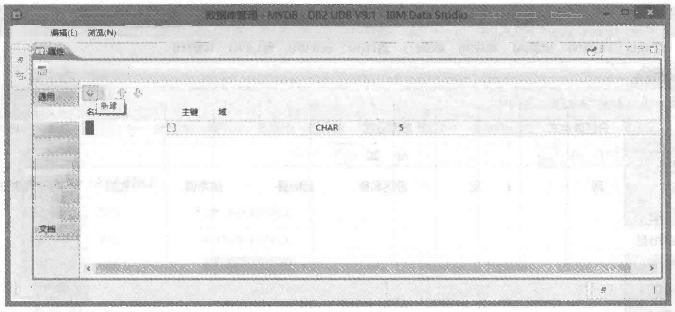 数据库管理 - MYDB - DB2 UDB V9.1 - IBM Data Studio
编辑(E) 浏览(N)
属性
通用
新建
主键 域
CHAR 5
文档